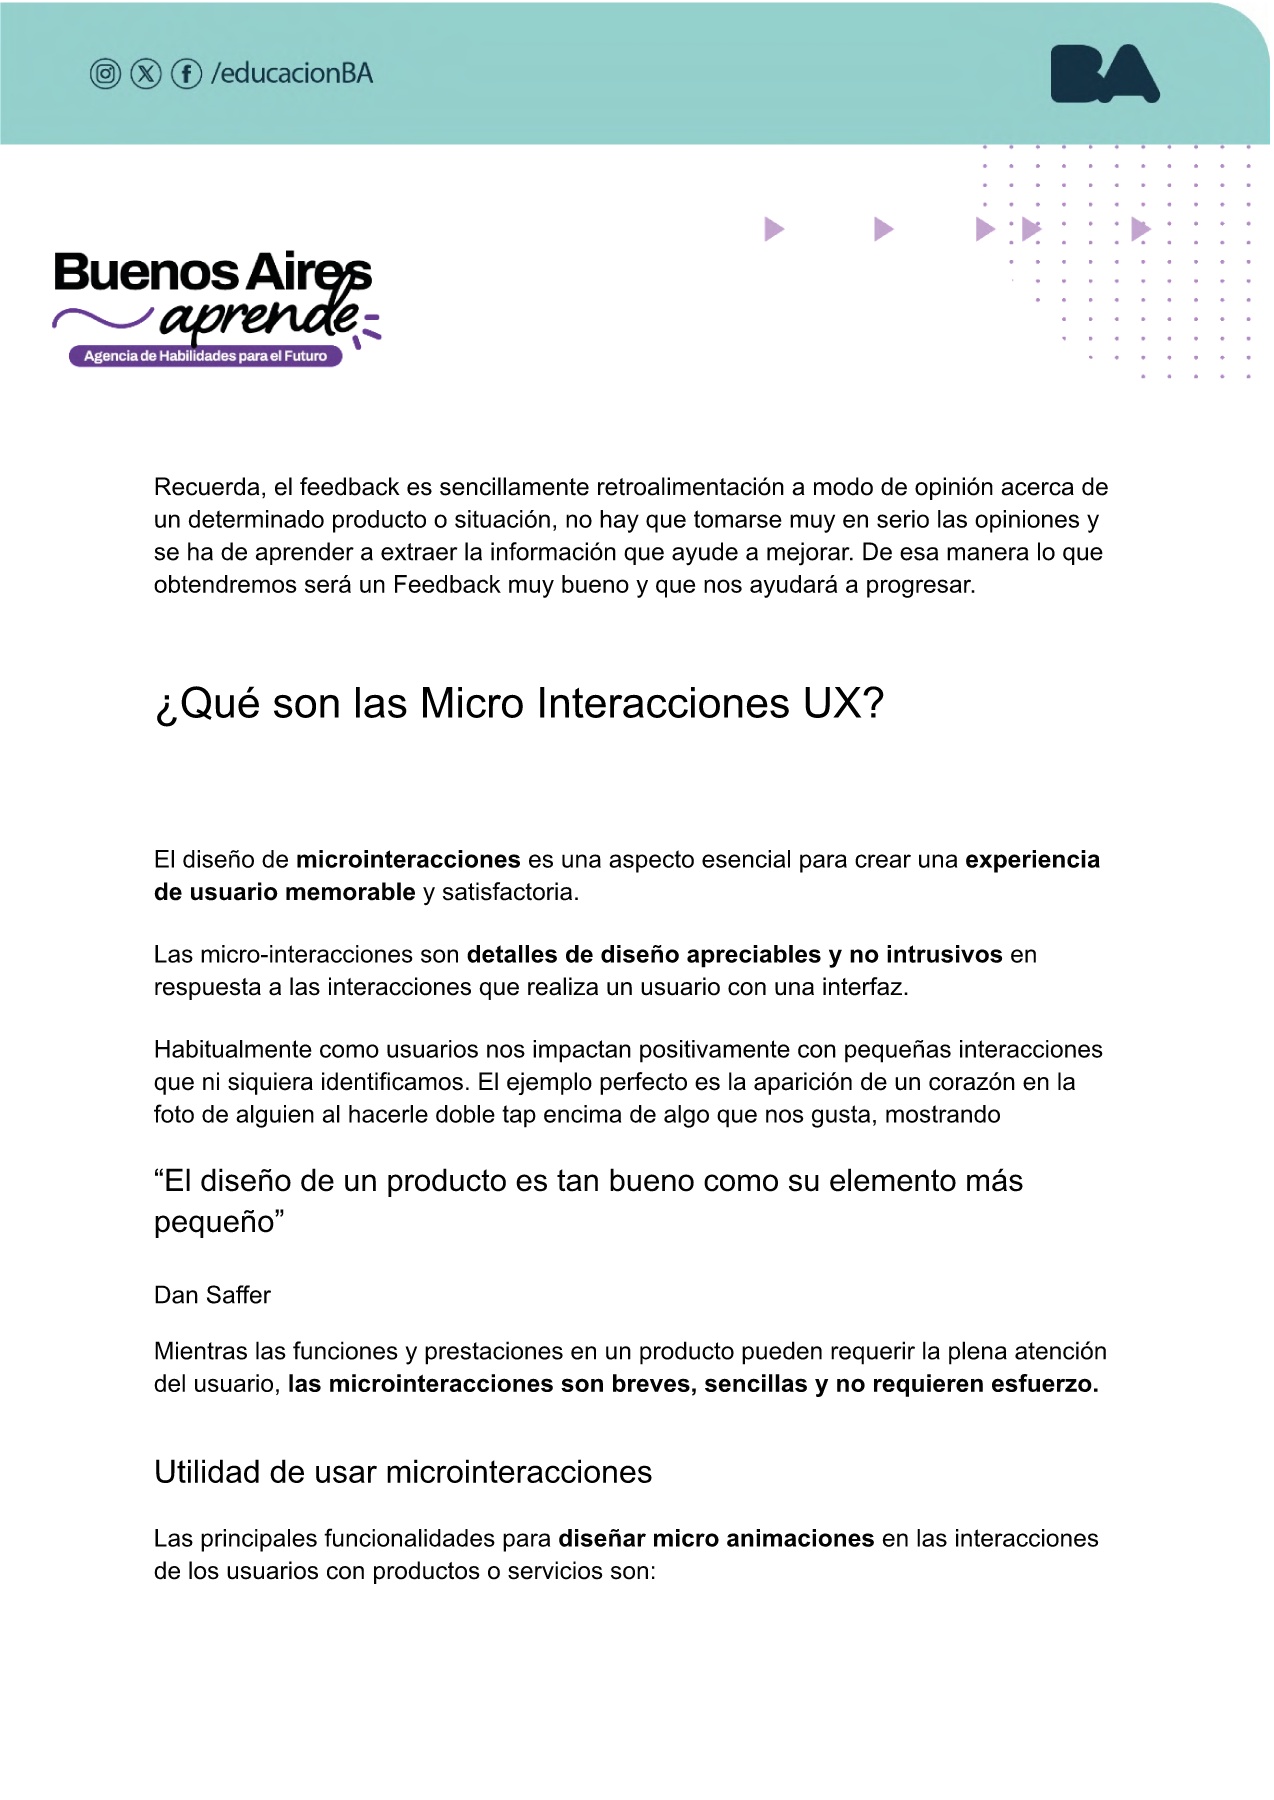 /educacionBA
BA
Buenos Aires
aprende
Agencia de Habilidades para el Futuro
Recuerda, el feedback es sencillamente retroalimentación a modo de opinión acerca de
un determinado producto o situación, no hay que tomarse muy en serio las opiniones y
se ha de aprender a extraer la información que ayude a mejorar. De esa manera lo que
obtendremos será un Feedback muy bueno y que nos ayudará a progresar.
¿Qué son las Micro Interacciones UX?
El diseño de microinteracciones es una aspecto esencial para crear una experiencia
de usuario memorable y satisfactoria.
Las micro-interacciones son detalles de diseño apreciables y no intrusivos en
respuesta a las interacciones que realiza un usuario con una interfaz.
Habitualmente como usuarios nos impactan positivamente con pequeñas interacciones
que ni siquiera identificamos. El ejemplo perfecto es la aparición de un corazón en la
foto de alguien al hacerle doble tap encima de algo que nos gusta, mostrando
“El diseño de un producto es tan bueno como su elemento más
pequeño”
Dan Saffer
Mientras las funciones y prestaciones en un producto pueden requerir la plena atención
del usuario, las microinteracciones son breves, sencillas y no requieren esfuerzo.
Utilidad de usar microinteracciones
Las principales funcionalidades para diseñar micro animaciones en las interacciones
de los usuarios con productos o servicios son: